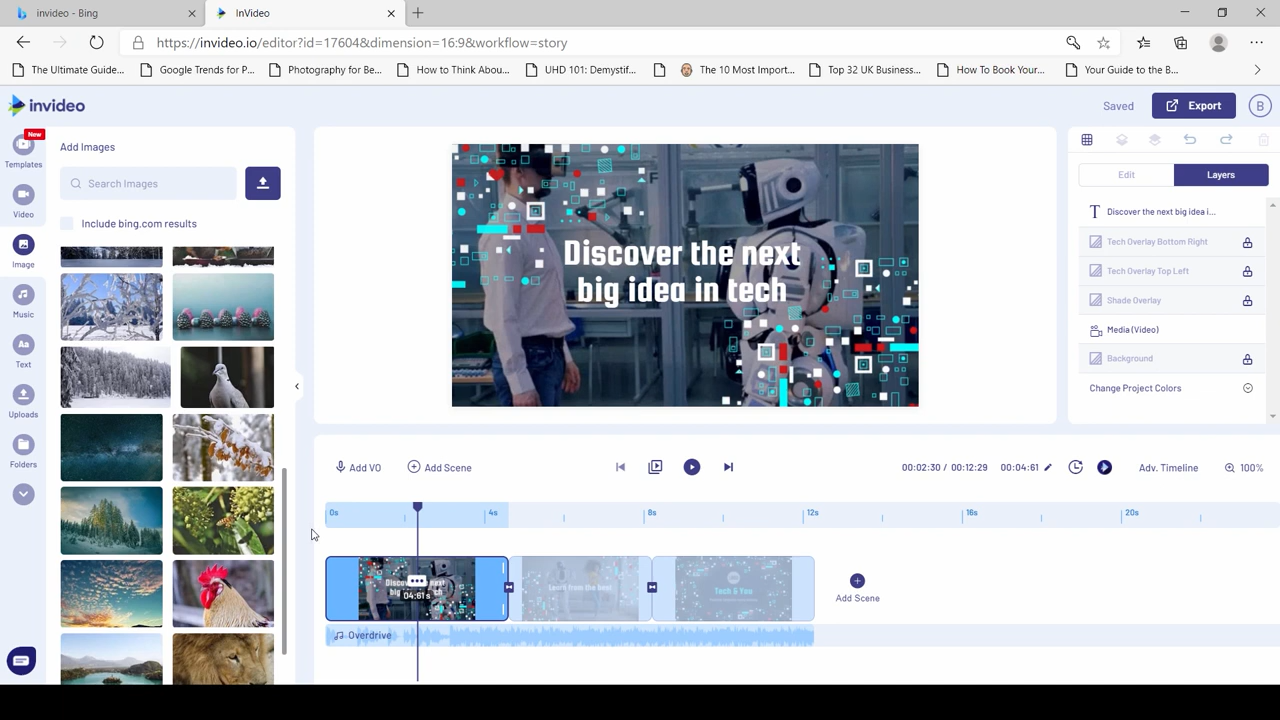 invideo - Bing
InVideo
https://invideo.io/editor?id=17604&dimension=16:9&workflow=story
The Ultimate Guide...
Google Trends for P...
Photography for Be...
How to Think Abou...
UHD 101: Demystif...
The 10 Most Import...
Top 32 UK Business...
How To Book Your...
Your Guide to the B...
invideo
Saved
Export
B
New
Templates
Video
Image
Music
Text
Uploads
Folders
Add Images
Search Images
Include bing.com results
Discover the next
big idea in tech
Edit
Layers
Discover the next big idea i...
Tech Overlay Bottom Right
Tech Overlay Top Left
Shade Overlay
Media (Video)
Background
Change Project Colors
Add VO
Add Scene
00:02:30 / 00:12:29
00:04:61
Adv. Timeline
100%
0s
4s
8s
12s
16s
20s
04:61s
Learn from the best
Tech & You
Add Scene
Overdrive